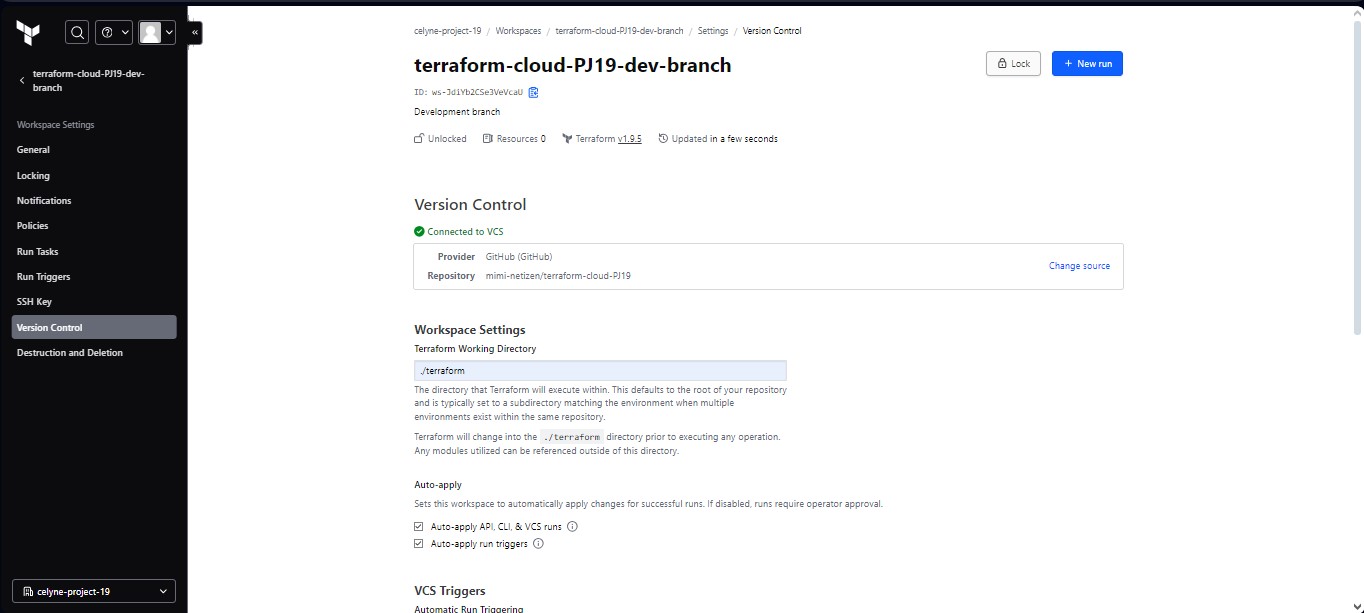 celyne-project-19 / Workspaces / terraform-cloud-PJ19-dev-branch / Settings / Version Control
terraform-cloud-PJ19-dev-branch
Lock
+ New run
ID: ws-JdiYb2CSe3VeVcaU
Development branch
Unlocked Resources 0 Terraform v1.9.5 Updated in a few seconds
terraform-cloud-PJ19-dev-
branch
Workspace Settings
General
Locking
Notifications
Policies
Run Tasks
Run Triggers
SSH Key
Version Control
Destruction and Deletion
celyne-project-19
Version Control
Connected to VCS
Provider GitHub (GitHub)
Repository mimi-netizen/terraform-cloud-PJ19
Change source
Workspace Settings
Terraform Working Directory
./terraform
The directory that Terraform will execute within. This defaults to the root of your repository
and is typically set to a subdirectory matching the environment when multiple
environments exist within the same repository.
Terraform will change into the ./terraform directory prior to executing any operation.
Any modules utilized can be referenced outside of this directory.
Auto-apply
Sets this workspace to automatically apply changes for successful runs. If disabled, runs require operator approval.
Auto-apply API, CLI, & VCS runs
Auto-apply run triggers
VCS Triggers
Automatic Run Triggering